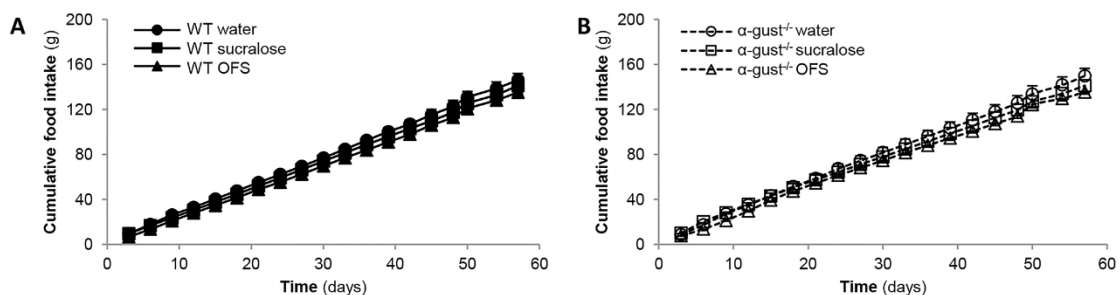 A
WT water
WT sucralose
WT OFS
Cumulative food intake (g)
200
160
120
80
40
0
0 10 20 30 40 50 60
Time (days)
B
α-gust-/- water
α-gust-/- sucralose
α-gust-/- OFS
Cumulative food intake (g)
200
160
120
80
40
0
0 10 20 30 40 50 60
Time (days)